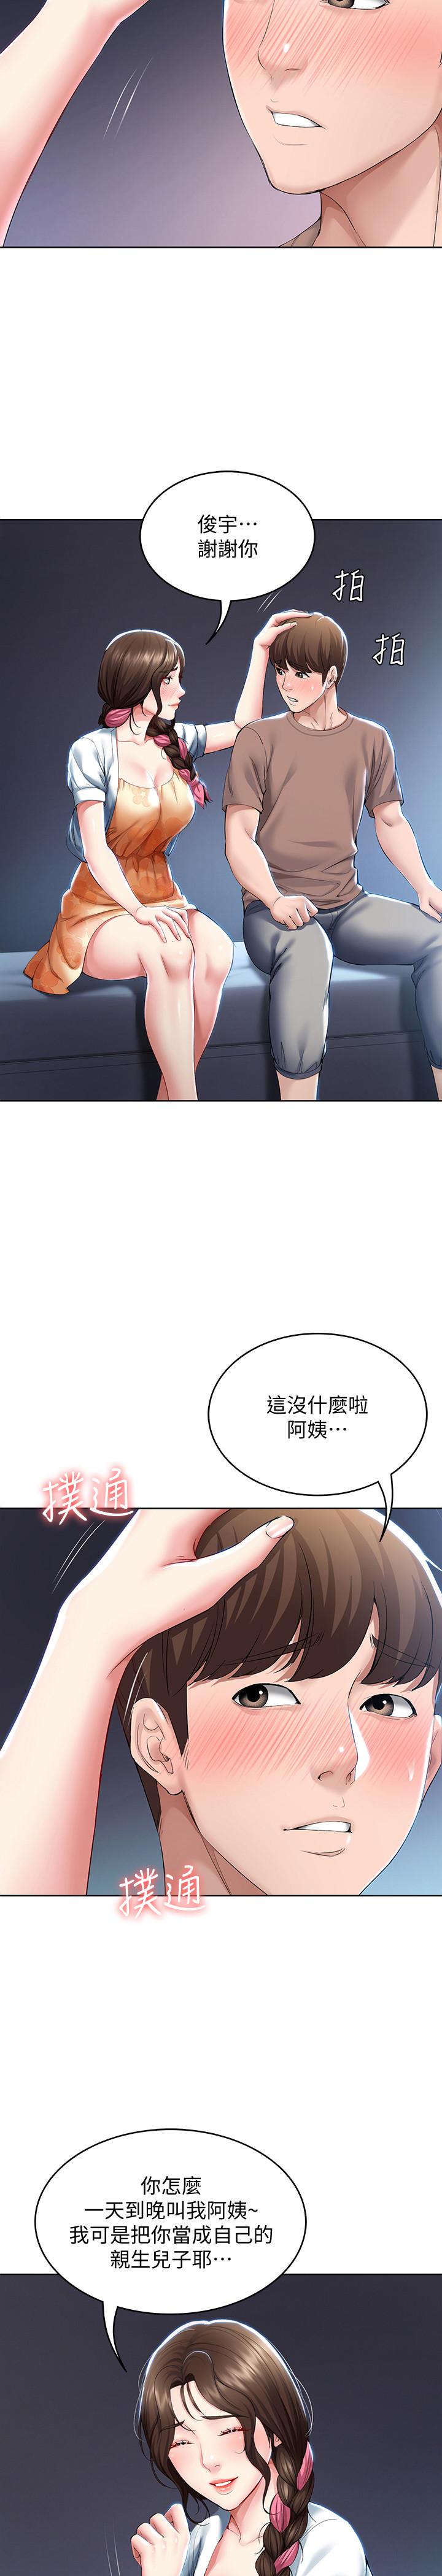 俊宇⋯
謝謝你
拍
拍
這沒什麼啦
阿姨⋯
撲通
撲通
你怎麼
一天到晚叫我阿姨~
我可是把你當成自己的
親生兒子耶⋯